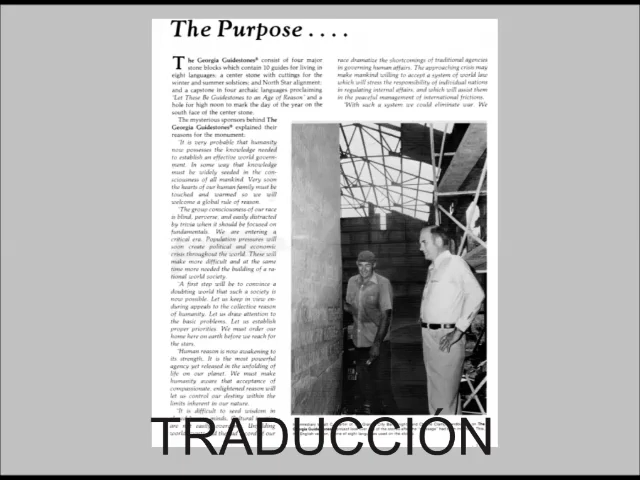 The Purpose . . . .
The Georgia Guidestones® consist of four major
stone blocks which contain 10 guides for living in
eight languages; a center stone with cuttings for the
winter and summer solstices; and North Star alignment;
and a capstone in four archaic languages proclaiming
"Let These Be Guidestones to an Age of Reason" and a
hole for high noon to mark the day of the year on the
south face of the center stone.
The mysterious sponsors behind The
Georgia Guidestones® explained their
reasons for the monument:
"It is very probable that humanity
now possesses the knowledge needed
to establish an effective world govern-
ment. In some way that knowledge
must be widely seeded in the con-
sciousness of all mankind. Very soon
the hearts of our human family must be
touched and warmed so we will
welcome a global rule of reason.
"The group consciousness of our race
is blind, perverse, and easily distracted
by trivia when it should be focused on
fundamentals. We are entering a
critical era. Population pressures will
soon create political and economic
crisis throughout the world. These will
make more difficult and at the same
time more needed the building of a ra-
tional world society.
"A first step will be to convince a
doubting world that such a society is
now possible. Let us keep in view en-
during appeals to the collective reason
of humanity. Let us draw attention to
the basic problems. Let us establish
proper priorities. We must order our
home here on earth before we reach for
the stars.
"Human reason is now awakening to
its strength. It is the most powerful
agency yet released in the unfolding of
life on our planet. We must make
humanity aware that acceptance of
compassionate, enlightened reason will
let us control our destiny within the
limits inherent in our nature.
"It is difficult to seed wisdom in
race dramatize the shortcomings of traditional agencies
in governing human affairs. The approaching crisis may
make mankind willing to accept a system of world law
which will stress the responsibility of individual nations
in regulating internal affairs, and which will assist them
in the peaceful management of international frictions.
"With such a system we could eliminate war. We
TRADUCCIÓN